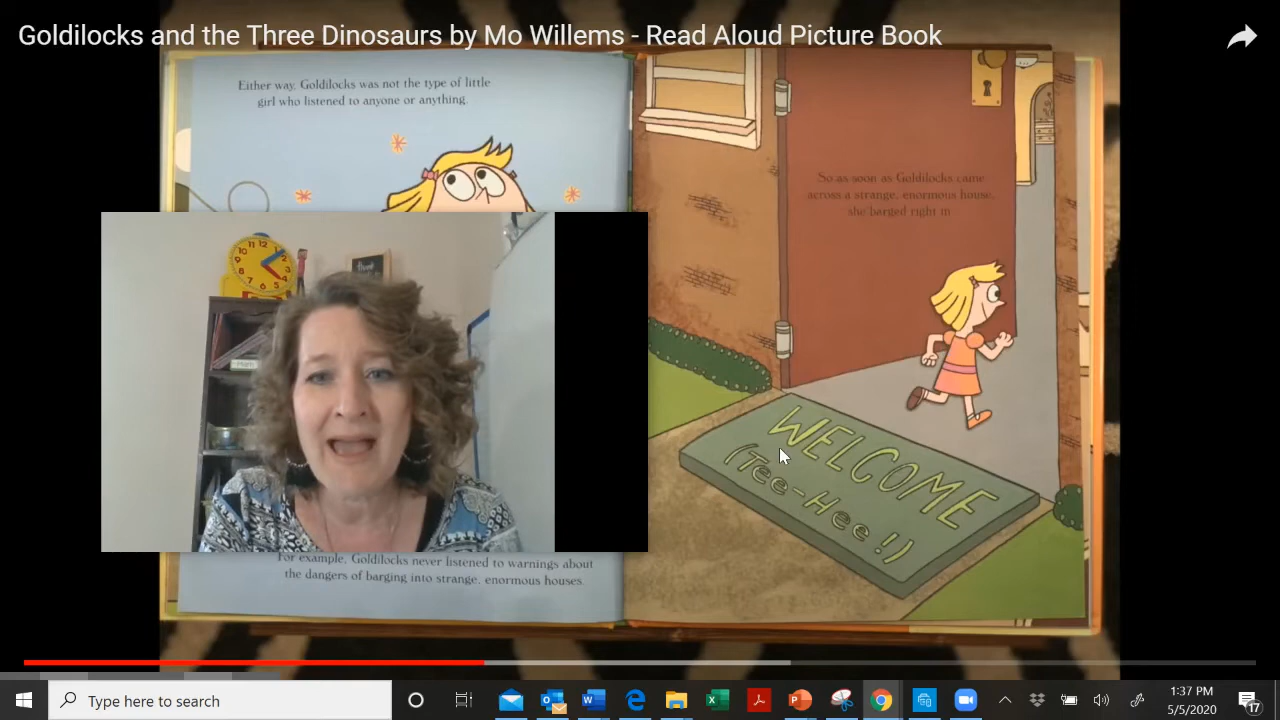 Goldilocks and the Three Dinosaurs by Mo Willems - Read Aloud Picture Book
Either way, Goldilocks was not the type of little
girl who listened to anyone or anything.
For example, Goldilocks never listened to warnings about
the dangers of barging into strange, enormous houses.
So as soon as Goldilocks came
across a strange, enormous house,
she barged right in.
WELCOME
(Tee-Hee!)
Type here to search
1:37 PM
5/5/2020
17